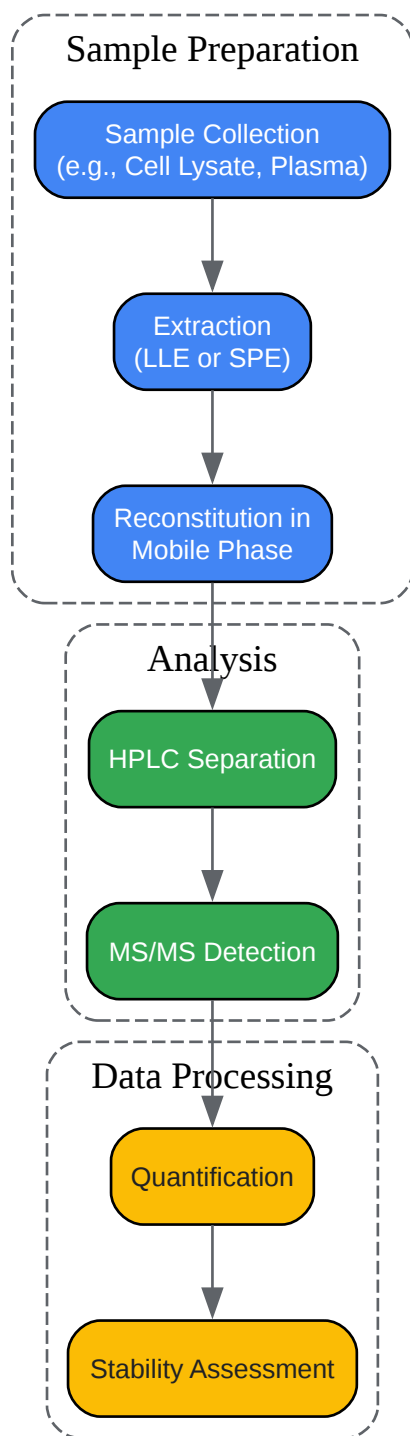 Sample Preparation
Sample Collection
(e.g., Cell Lysate, Plasma)
Extraction
(LLE or SPE)
Reconstitution in
Mobile Phase
Analysis
HPLC Separation
MS/MS Detection
Data Processing
Quantification
Stability Assessment